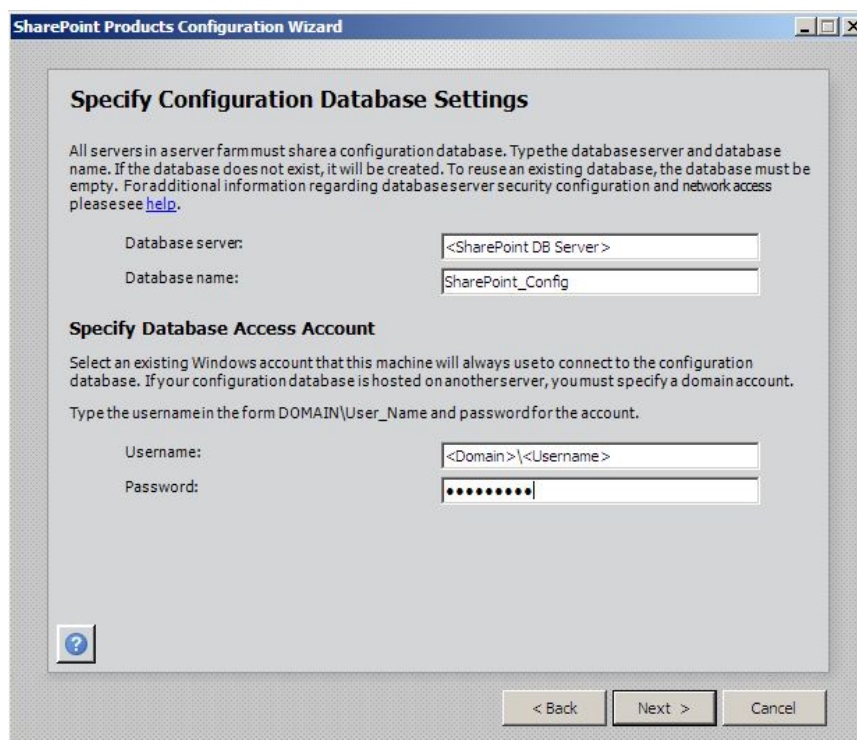 SharePoint Products Configuration Wizard
Specify Configuration Database Settings
All servers in a server farm must share a configuration database. Type the database server and database
name. If the database does not exist, it will be created. To reuse an existing database, the database must be
empty. For additional information regarding database server security configuration and network access
please see help.
Database server:
<SharePoint DB Server>
Database name:
SharePoint_Config
Specify Database Access Account
Select an existing Windows account that this machine will always use to connect to the configuration
database. If your configuration database is hosted on another server, you must specify a domain account.
Type the username in the form DOMAIN\User_Name and password for the account.
Username:
<Domain>\<Username>
Password:
●●●●●●●●●
?
< Back
Next >
Cancel